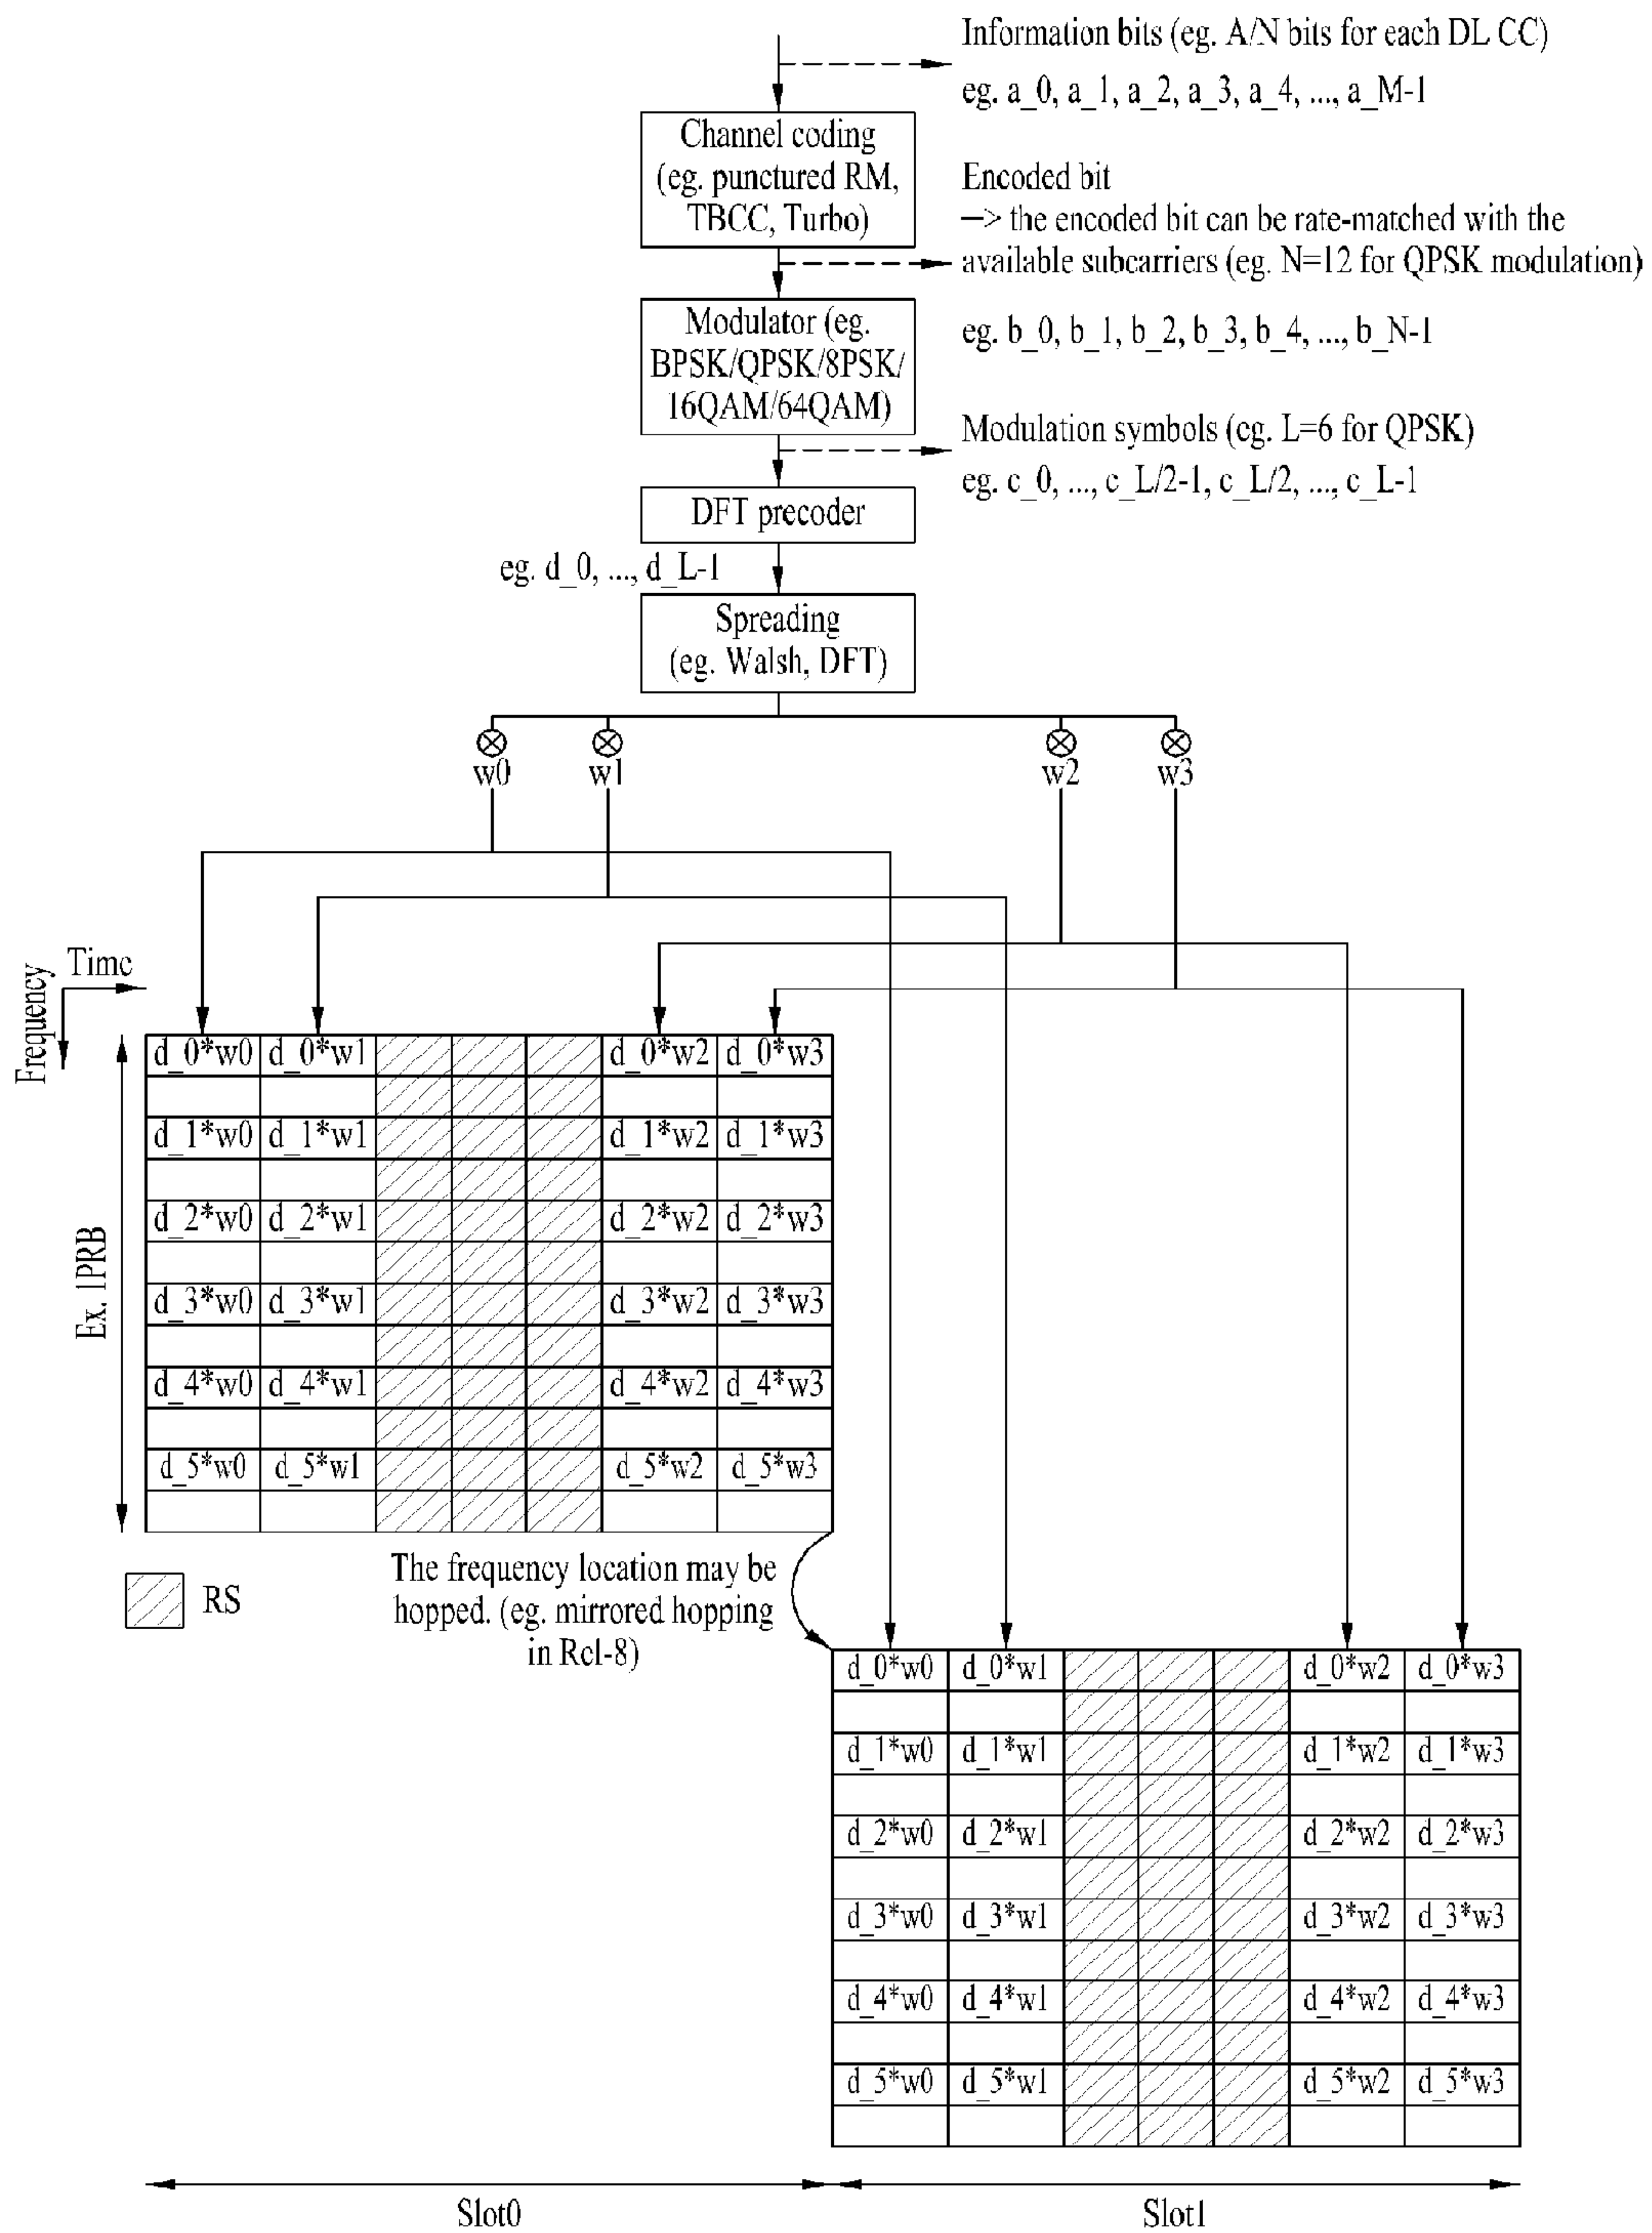 Information bits (eg. A/N bits for each DL CC)
eg. a_0, a_1, a_2, a_3, a_4, ..., a_M-1
Channel coding
(eg. punctured RM,
TBCC, Turbo)
Encoded bit
—> the encoded bit can be rate-matched with the
available subcarriers (eg. N=12 for QPSK modulation)
Modulator (eg.
BPSK/QPSK/8PSK/
16QAM/64QAM)
eg. b_0, b_1, b_2, b_3, b_4, ..., b_N-1
Modulation symbols (eg. L=6 for QPSK)
eg. c_0, ..., c_L/2-1, c_L/2, ..., c_L-1
DFT precoder
eg. d_0, ..., d_L-1
Spreading
(eg. Walsh, DFT)
w0 w1 w2 w3
Time
Frequency
Ex. 1PRB
d_0*w0 d_0*w1 d_0*w2 d_0*w3
d_1*w0 d_1*w1 d_1*w2 d_1*w3
d_2*w0 d_2*w1 d_2*w2 d_2*w3
d_3*w0 d_3*w1 d_3*w2 d_3*w3
d_4*w0 d_4*w1 d_4*w2 d_4*w3
d_5*w0 d_5*w1 d_5*w2 d_5*w3
RS
The frequency location may be
hopped. (eg. mirrored hopping
in Rel-8)
d_0*w0 d_0*w1 d_0*w2 d_0*w3
d_1*w0 d_1*w1 d_1*w2 d_1*w3
d_2*w0 d_2*w1 d_2*w2 d_2*w3
d_3*w0 d_3*w1 d_3*w2 d_3*w3
d_4*w0 d_4*w1 d_4*w2 d_4*w3
d_5*w0 d_5*w1 d_5*w2 d_5*w3
Slot0 Slot1